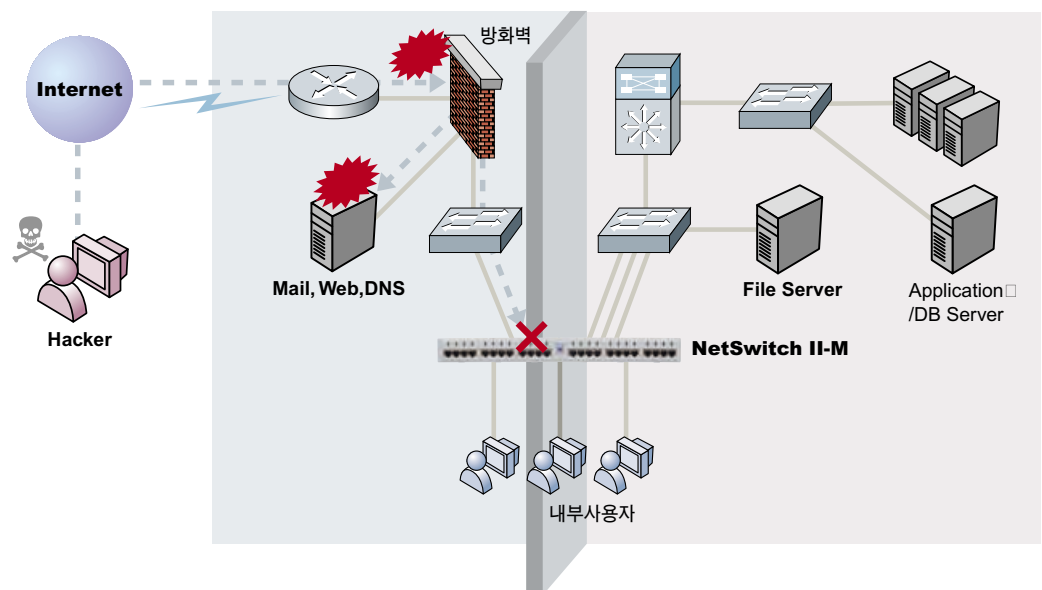 방화벽
Internet
Mail, Web,DNS
Hacker
File Server
Application□
/DB Server
NetSwitch II-M
내부사용자